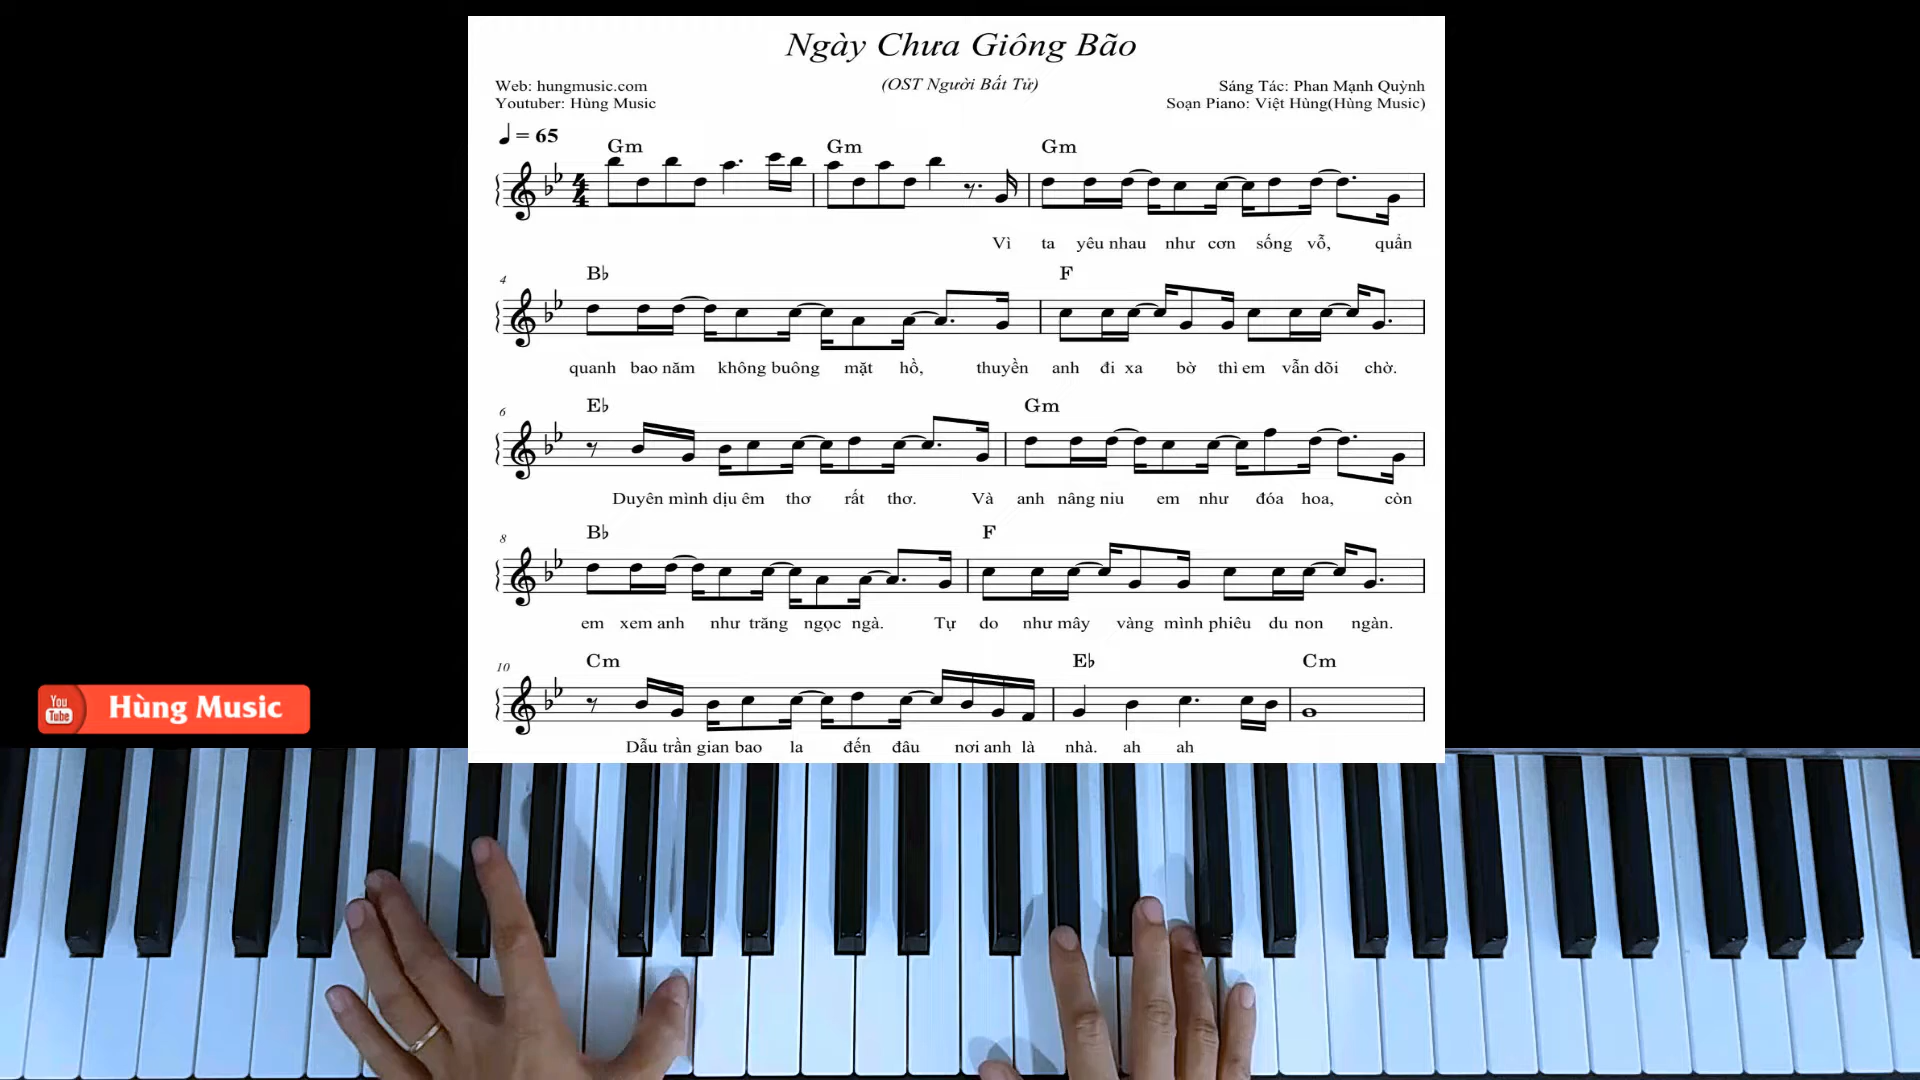 Ngày Chưa Giông Bão
(OST Người Bất Tử)
Web: hungmusic.com
Youtuber: Hùng Music
Sáng Tác: Phan Mạnh Quỳnh
Soạn Piano: Việt Hùng(Hùng Music)
= 65
Gm Gm Gm
4
4
Vì ta yêu nhau như cơn sống vỗ, quẩn
4
B♭ F
quanh bao năm không buông mặt hồ, thuyền anh đi xa bờ thì em vẫn dõi chờ.
6
E♭ Gm
Duyên mình dịu êm thơ rất thơ. Và anh nâng niu em như đóa hoa, còn
8
B♭ F
em xem anh như trăng ngọc ngà. Tự do như mây vàng mình phiêu du non ngàn.
10
Cm E♭ Cm
Dẫu trần gian bao la đến đâu nơi anh là nhà. ah ah
You
Tube
Hùng Music